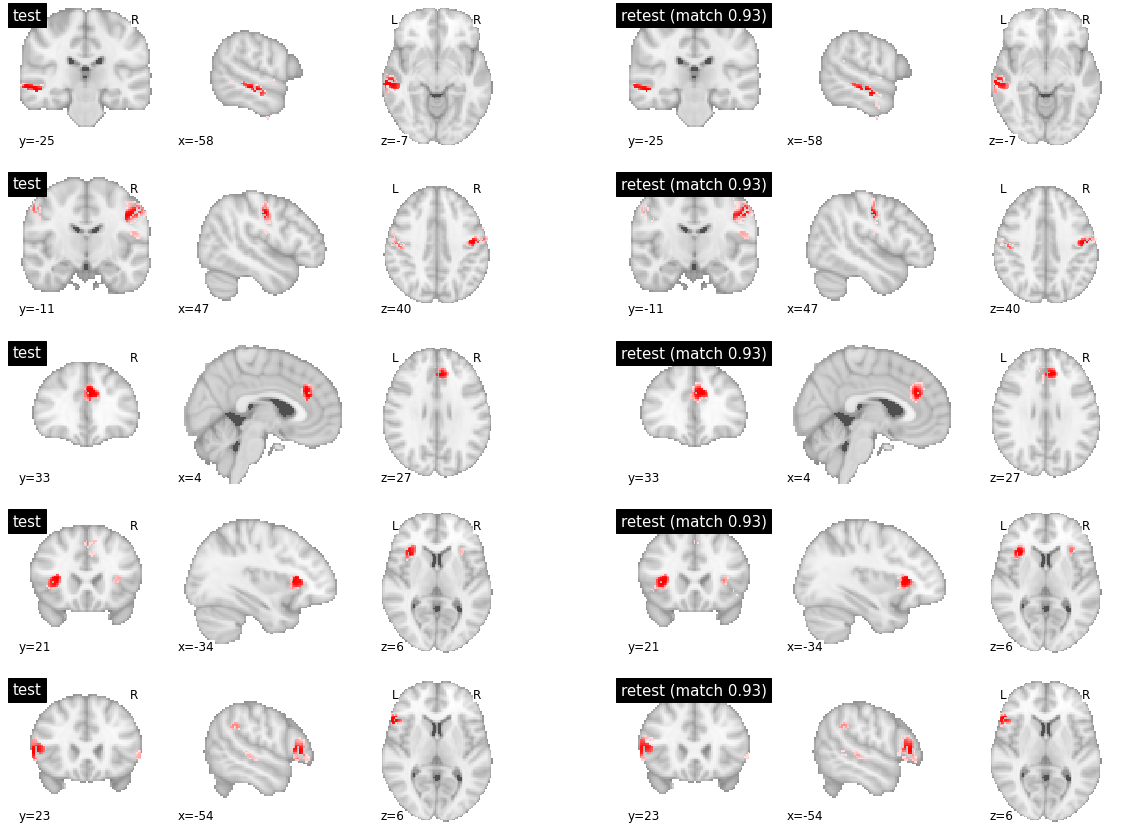 test R L R retest (match 0.93) L R
y=-25 x=-58 z=-7 y=-25 x=-58 z=-7
test R L R retest (match 0.93) L R
y=-11 x=47 z=40 y=-11 x=47 z=40
test R L R retest (match 0.93) L R
y=33 x=4 z=27 y=33 x=4 z=27
test R L R retest (match 0.93) L R
y=21 x=-34 z=6 y=21 x=-34 z=6
test R L R retest (match 0.93) L R
y=23 x=-54 z=6 y=23 x=-54 z=6